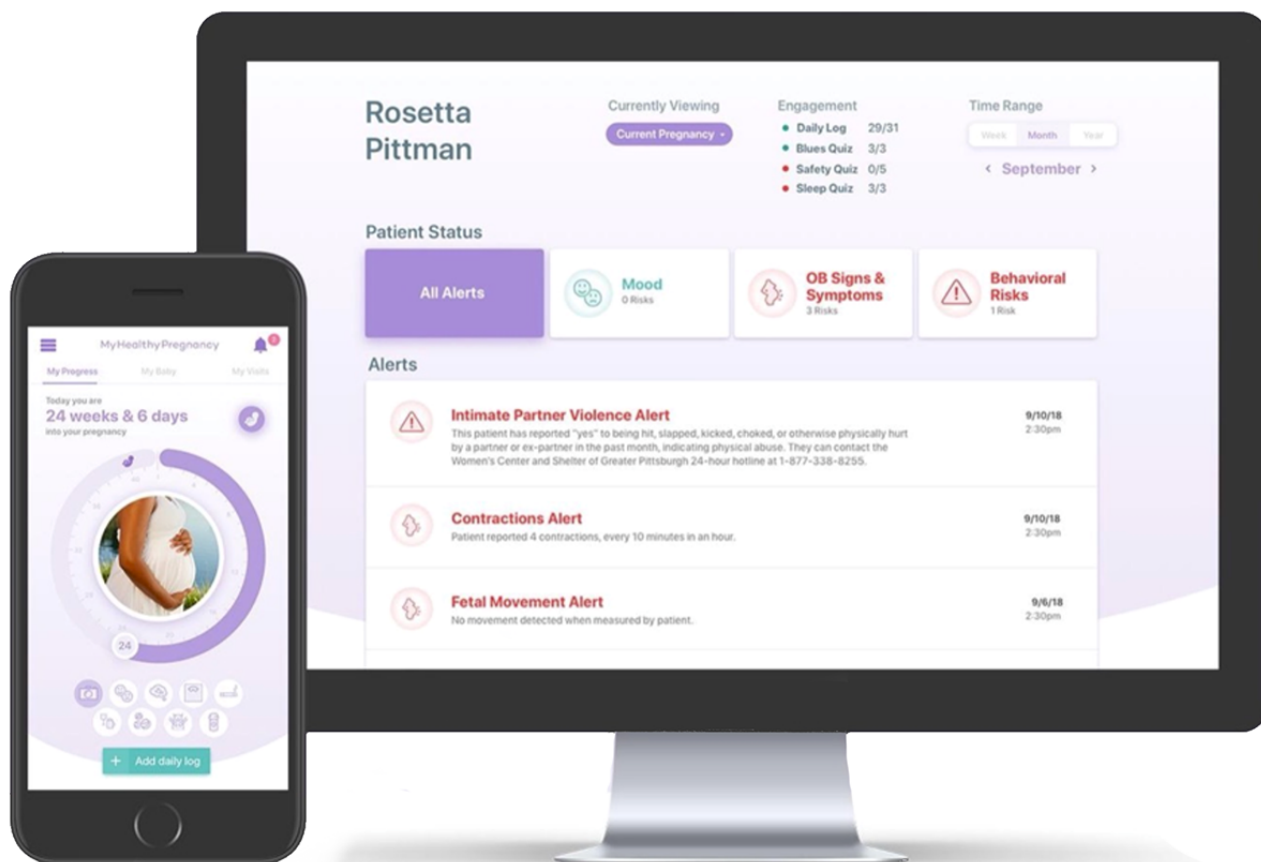 Rosetta
Pittman
Currently Viewing
Current Pregnancy
Engagement
Daily Log 29/31
Blues Quiz 3/3
Safety Quiz 0/5
Sleep Quiz 3/3
Time Range
Week Month Year
< September >
Patient Status
All Alerts
Mood
0 Risks
OB Signs &
Symptoms
3 Risks
Behavioral
Risks
1 Risk
Alerts
Intimate Partner Violence Alert
This patient has reported "yes" to being hit, slapped, kicked, choked, or otherwise physically hurt
by a partner or ex-partner in the past month, indicating physical abuse. They can contact the
Women's Center and Shelter of Greater Pittsburgh 24-hour hotline at 1-877-338-8255.
9/10/18
2:30pm
Contractions Alert
Patient reported 4 contractions, every 10 minutes in an hour.
9/10/18
2:30pm
Fetal Movement Alert
No movement detected when measured by patient.
9/6/18
2:30pm
MyHealthyPregnancy
My Progress My Baby My Visits
Today you are
24 weeks & 6 days
into your pregnancy
24
+ Add daily log